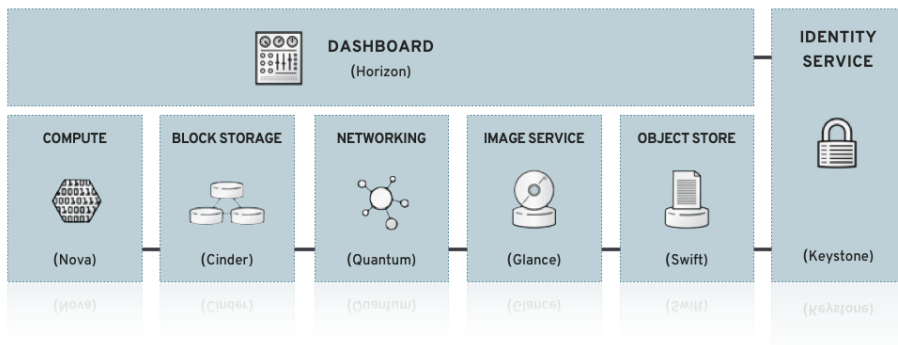 DASHBOARD
(Horizon)
IDENTITY
SERVICE
(Keystone)
COMPUTE
(Nova)
BLOCK STORAGE
(Cinder)
NETWORKING
(Quantum)
IMAGE SERVICE
(Glance)
OBJECT STORE
(Swift)